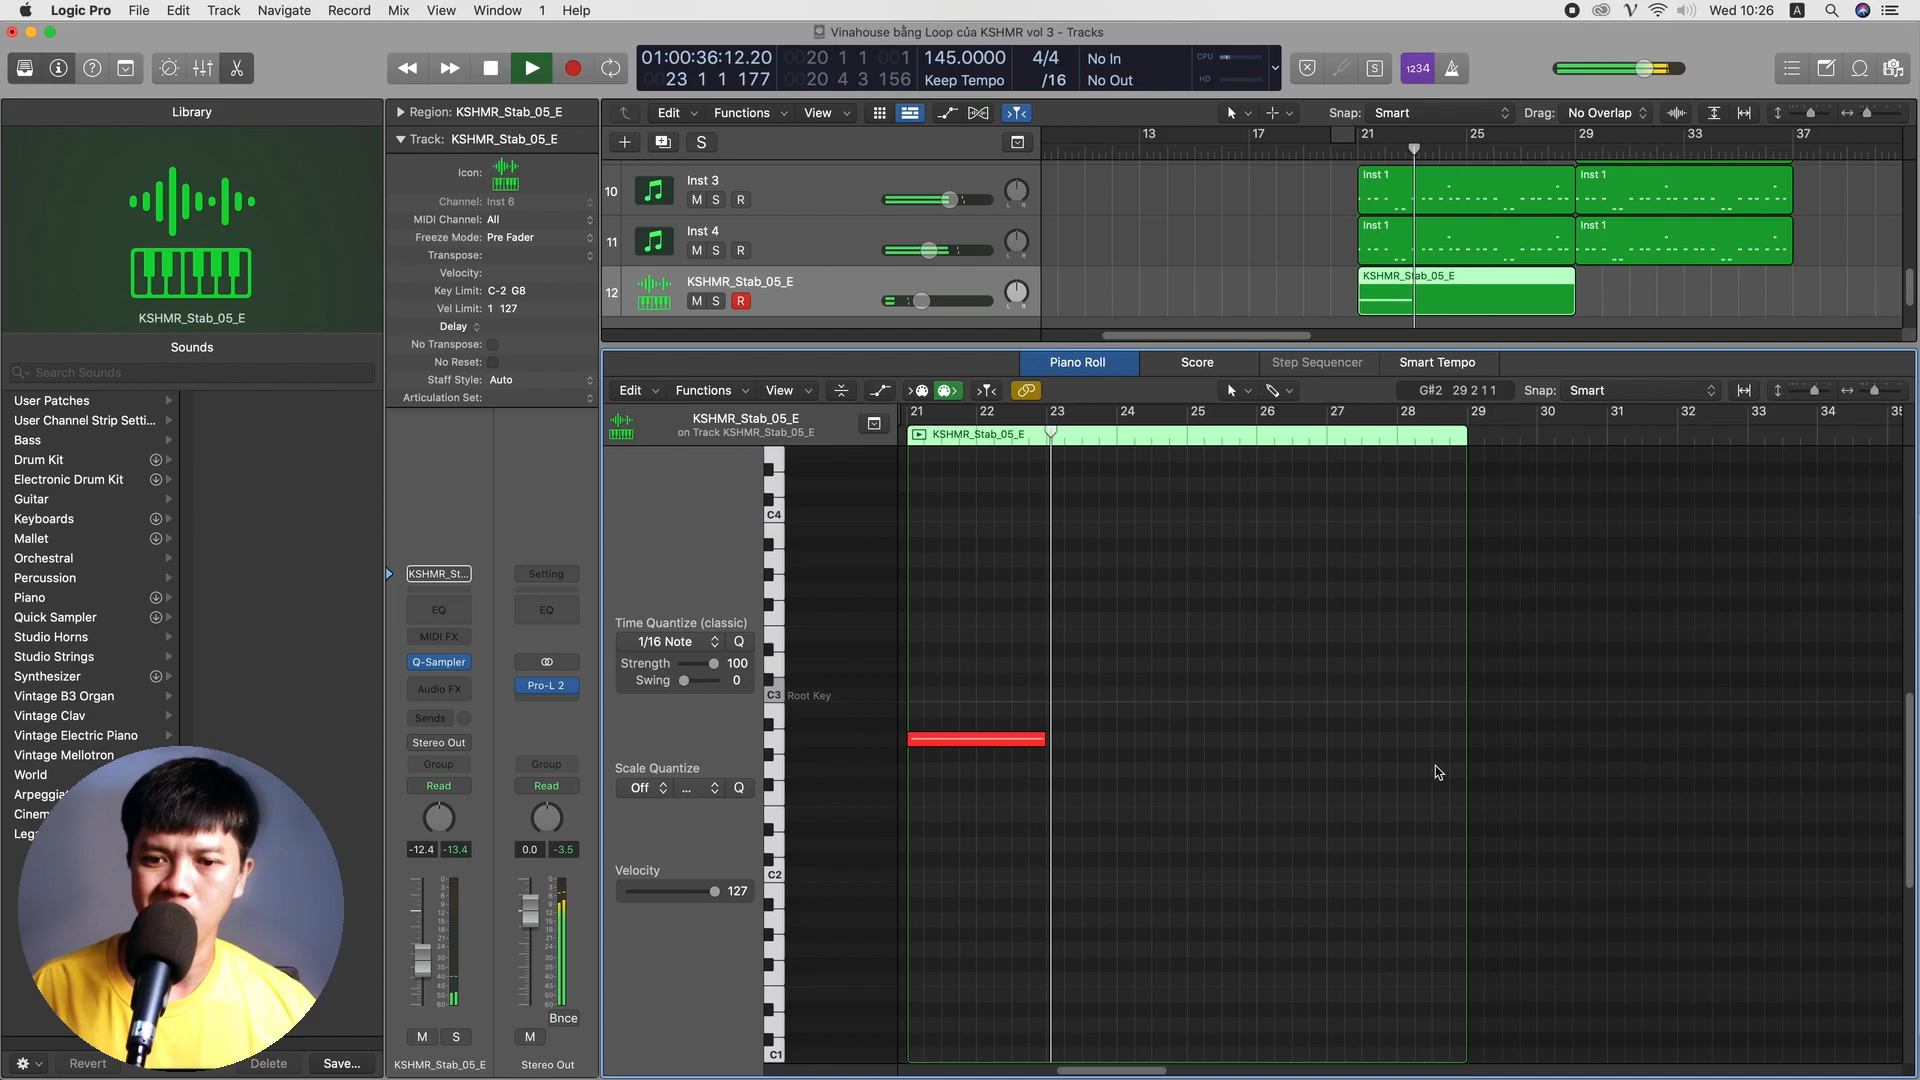 Logic Pro File Edit Track Navigate Record Mix View Window 1 Help Wed 10:26 A
Vinahouse bằng Loop của KSHMR vol 3 - Tracks
01:00:36:12.20 0020 1 1 001 145.0000 4/4 No In CPU
0023 1 1 177 0020 4 3 156 Keep Tempo /16 No Out HD
S 1234
Library
KSHMR_Stab_05_E
Sounds
Search Sounds
User Patches
User Channel Strip Setti...
Bass
Drum Kit
Electronic Drum Kit
Guitar
Keyboards
Mallet
Orchestral
Percussion
Piano
Quick Sampler
Studio Horns
Studio Strings
Synthesizer
Vintage B3 Organ
Vintage Clav
Vintage Electric Piano
Vintage Mellotron
World
Arpeggia
Cinem
Lega
Revert Delete Save...
Region: KSHMR_Stab_05_E
Track: KSHMR_Stab_05_E
Icon:
Channel: Inst 6
MIDI Channel: All
Freeze Mode: Pre Fader
Transpose:
Velocity:
Key Limit: C-2 G8
Vel Limit: 1 127
Delay
No Transpose:
No Reset:
Staff Style: Auto
Articulation Set:
KSHMR_St... Setting
EQ EQ
MIDI FX
Q-Sampler
Audio FX Pro-L 2
Sends
Stereo Out
Group Group
Read Read
-12.4 -13.4 0.0 -3.5
Bnce
M S M
KSHMR_Stab_05_E Stereo Out
Edit Functions View Snap: Smart Drag: No Overlap
S 13 17 21 25 29 33 37
10 Inst 3 M S R Inst 1 Inst 1
11 Inst 4 M S R Inst 1 Inst 1
12 KSHMR_Stab_05_E M S R KSHMR_Stab_05_E
Piano Roll Score Step Sequencer Smart Tempo
Edit Functions View G#2 29 2 1 1 Snap: Smart
KSHMR_Stab_05_E
on Track KSHMR_Stab_05_E
21 22 23 24 25 26 27 28 29 30 31 32 33 34
KSHMR_Stab_05_E
C4
Time Quantize (classic)
1/16 Note Q
Strength 100
Swing 0
C3 Root Key
Scale Quantize
Off ... Q
Velocity
127
C2
C1